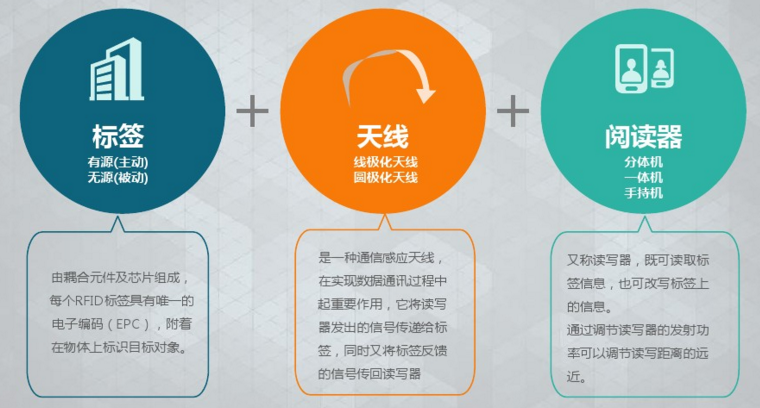 标签
有源(主动)
无源(被动)
天线
线极化天线
圆极化天线
阅读器
分体机
一体机
手持机
由耦合元件及芯片组成，
每个RFID标签具有唯一的
电子编码（EPC），附着
在物体上标识目标对象。
是一种通信感应天线，
在实现数据通讯过程中
起重要作用，它将读写
器发出的信号传递给标
签，同时又将标签反馈
的信号传回读写器
又称读写器，既可读取标
签信息，也可改写标签上
的信息。
通过调节读写器的发射功
率可以调节读写距离的远
近。